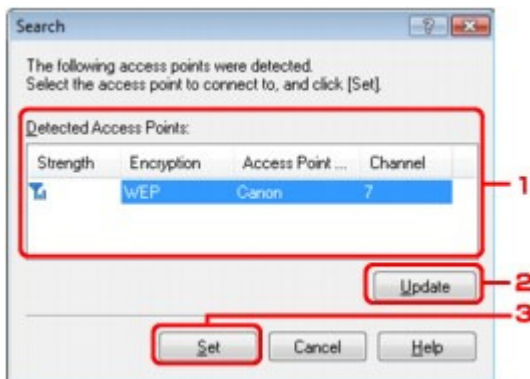 Search
The following access points were detected.
Select the access point to connect to, and click [Set].
Detected Access Points:
Strength Encryption Access Point ... Channel
WEP Canon 7
1
Update
2
3
Set Cancel Help